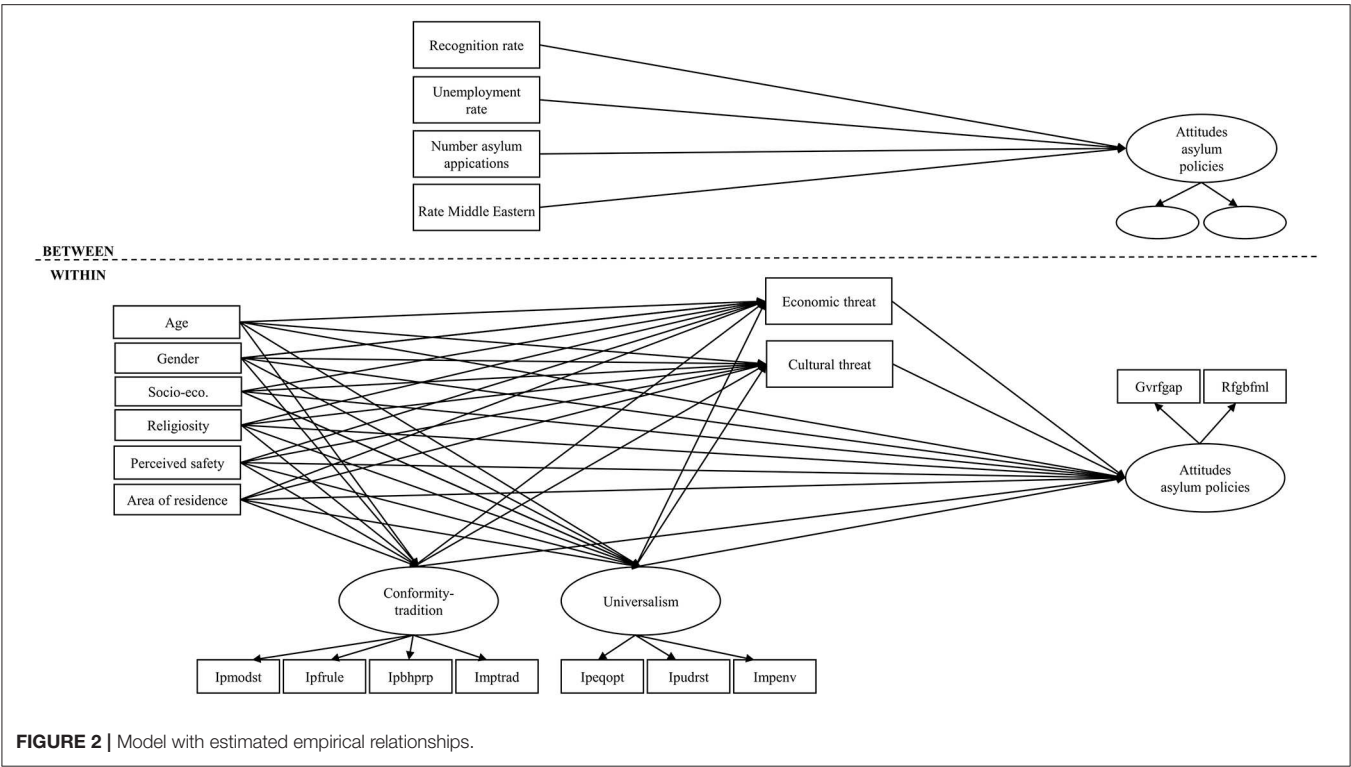 Recognition rate
Unemployment
rate
Number asylum
appications
Rate Middle Eastern
Attitudes
asylum
policies
BETWEEN
WITHIN
Age
Gender
Socio-eco.
Religiosity
Perceived safety
Area of residence
Economic threat
Cultural threat
Gvrfgap
Rfgbfml
Attitudes
asylum policies
Conformity-
tradition
Universalism
Ipmodst
Ipfrule
Ipbhprp
Imptrad
Ipeqopt
Ipudrst
Impenv
FIGURE 2 | Model with estimated empirical relationships.